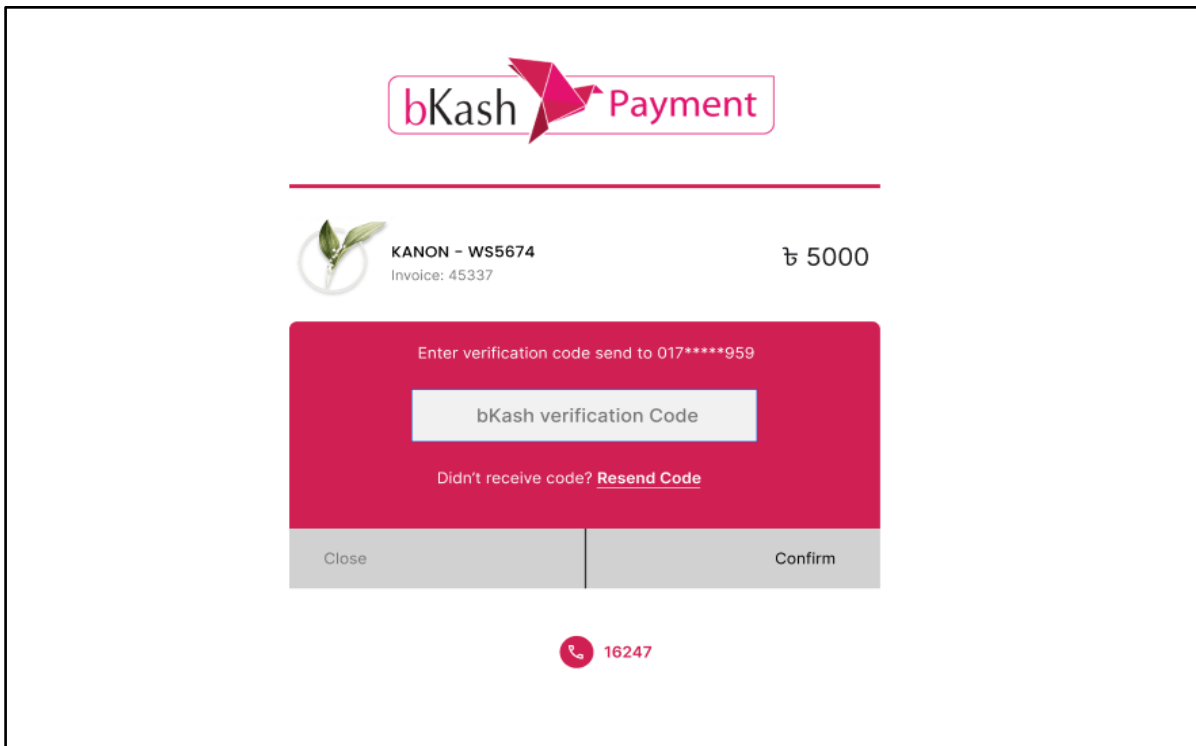 bKash Payment
KANON - WS5674
Invoice: 45337
৳ 5000
Enter verification code send to 017*****959
bKash verification Code
Didn't receive code? Resend Code
Close Confirm
16247